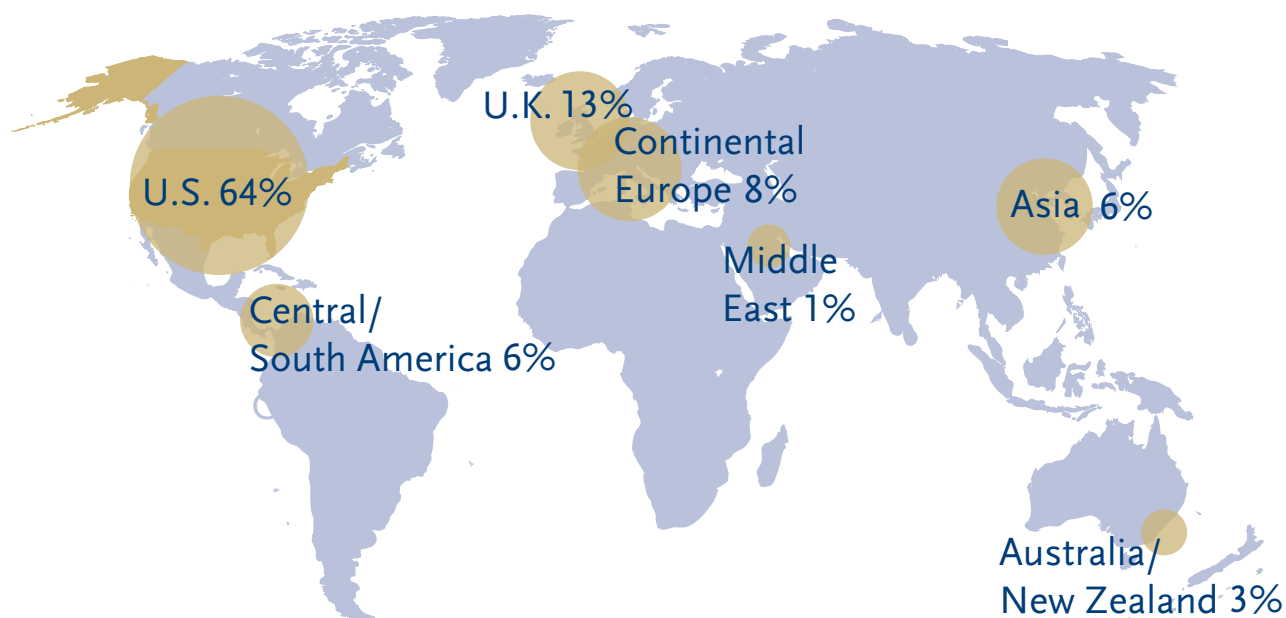 U.K. 13%
Continental
Europe 8%
U.S. 64%
Asia 6%
Middle
East 1%
Central/
South America 6%
Australia/
New Zealand 3%